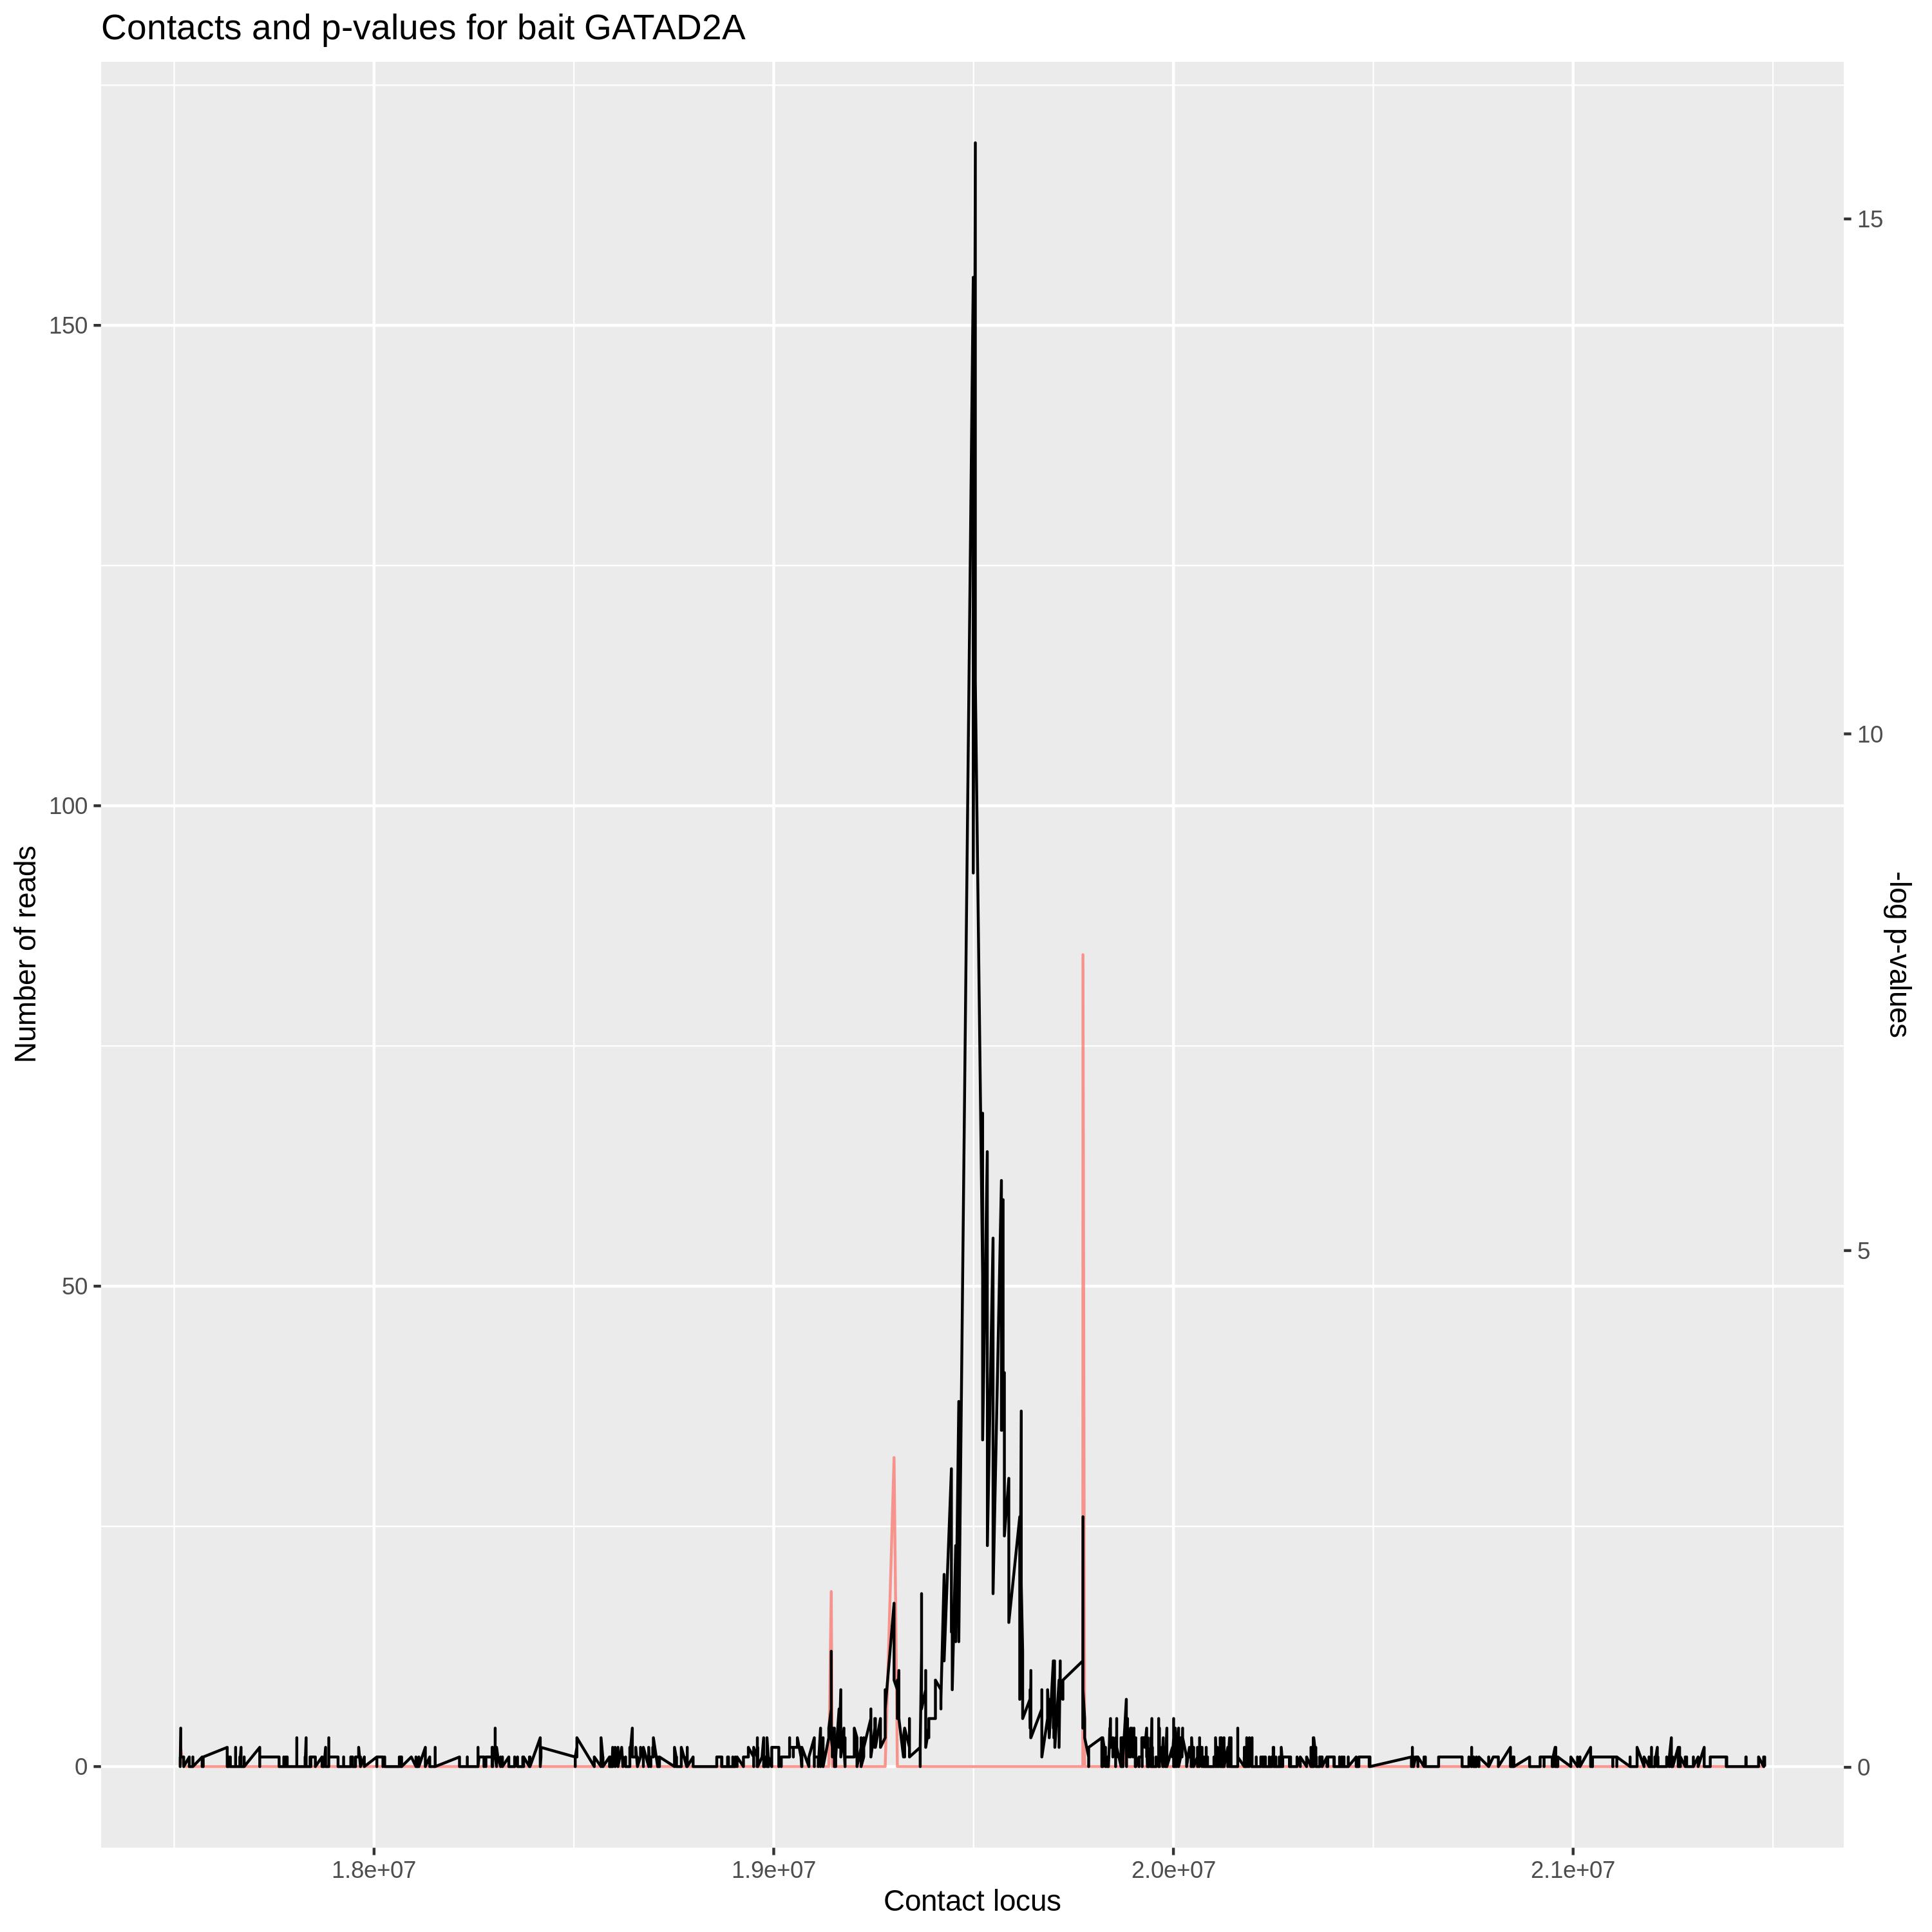 Contacts and p-values for bait GATAD2A
Number of reads
150
100
50
0
15
10
5
0
-log p-values
1.8e+07
1.9e+07
2.0e+07
2.1e+07
Contact locus